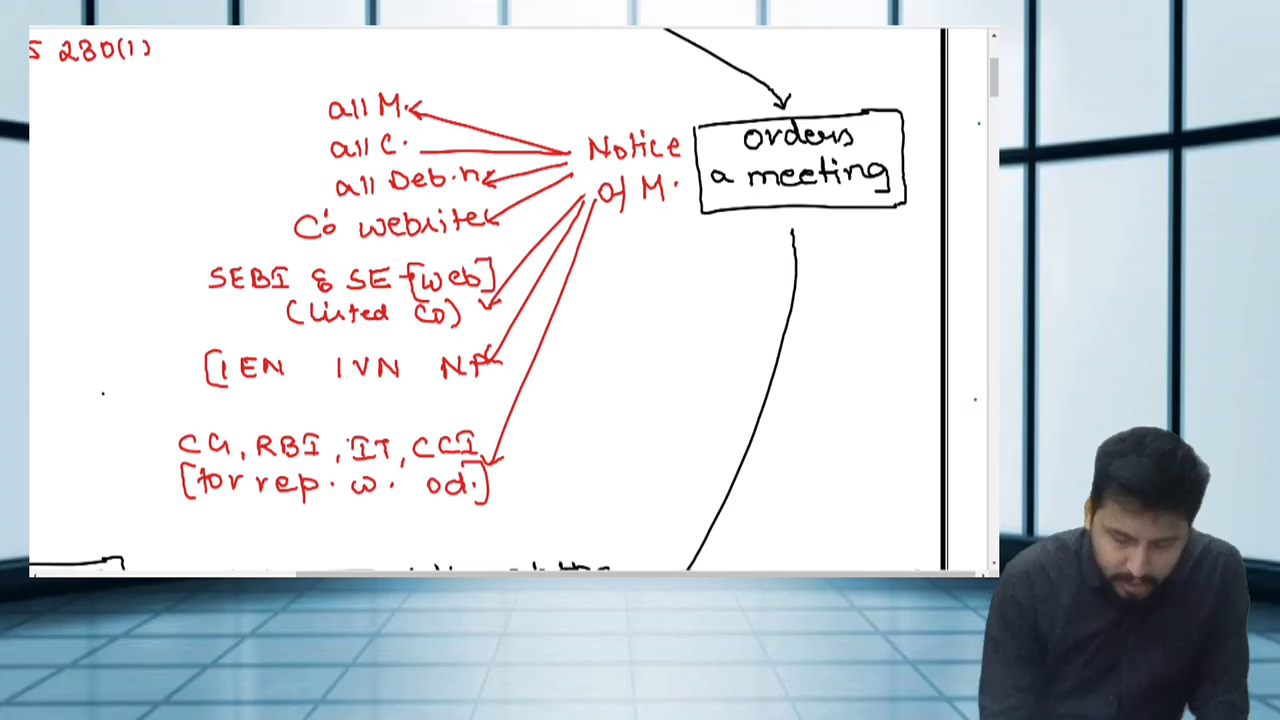 S 230(1)
orders
a meeting
Notice
of M.
all M.
all C.
all Deb.n
Co' website
SEBI & SE [web]
(listed CO)
[1EN 1VN NP
CG, RBI, IT, CCI
[for rep. w. od.]